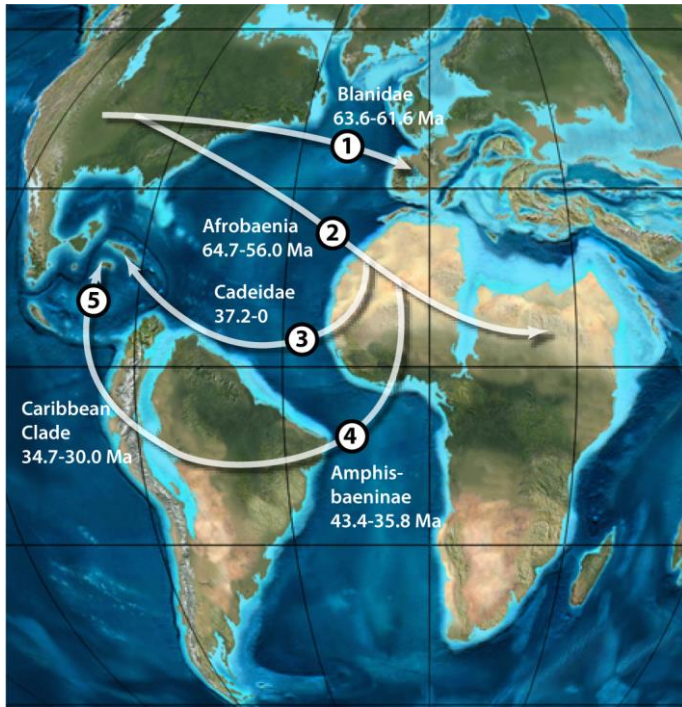 Blanidae
63.6-61.6 Ma
1
Afrobaenia
64.7-56.0 Ma
2
Cadeidae
37.2-0
3
5
Caribbean
Clade
34.7-30.0 Ma
4
Amphis-
baeninae
43.4-35.8 Ma